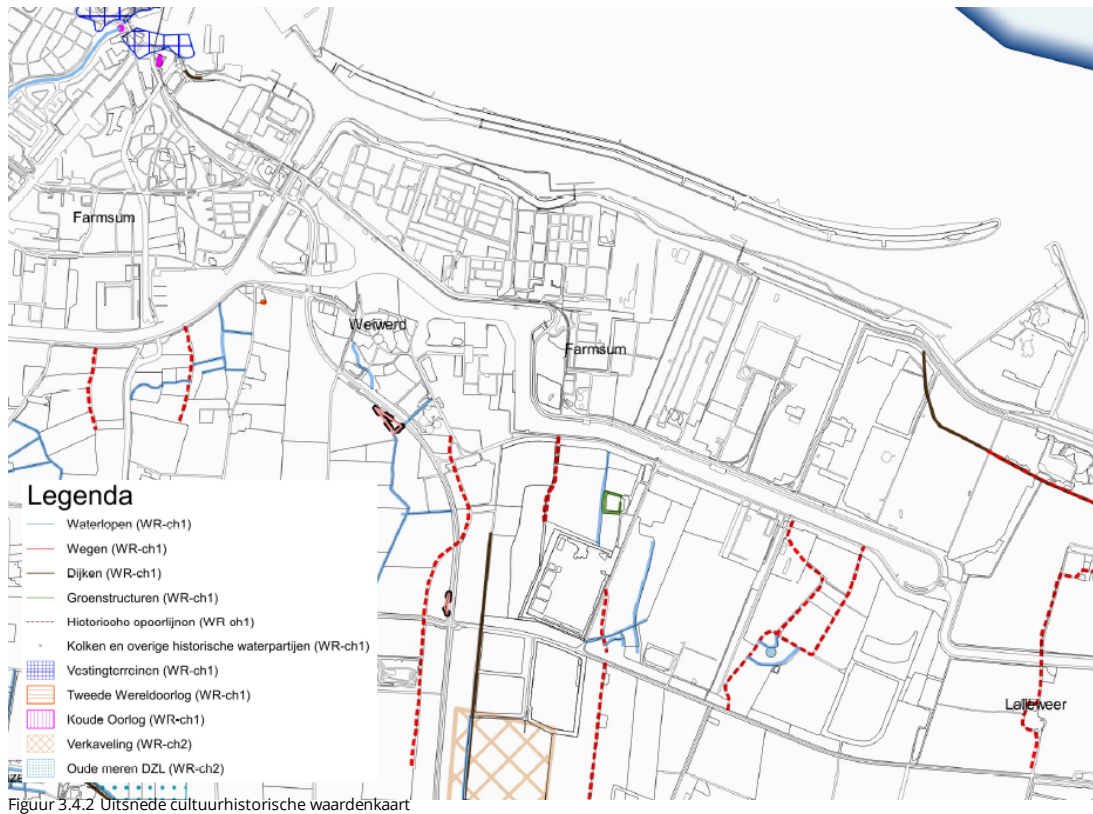 Farmsum
Weiwerd
Farmsum
Lalleweer
Legenda
Waterlopen (WR-ch1)
Wegen (WR-ch1)
Dijken (WR-ch1)
Groenstructuren (WR-ch1)
Historische spoorlijnen (WR-ch1)
Kolken en overige historische waterpartijen (WR-ch1)
Vestingterreinen (WR-ch1)
Tweede Wereldoorlog (WR-ch1)
Koude Oorlog (WR-ch1)
Verkaveling (WR-ch2)
Oude meren DZL (WR-ch2)
Figuur 3.4.2 Uitsnede cultuurhistorische waardenkaart